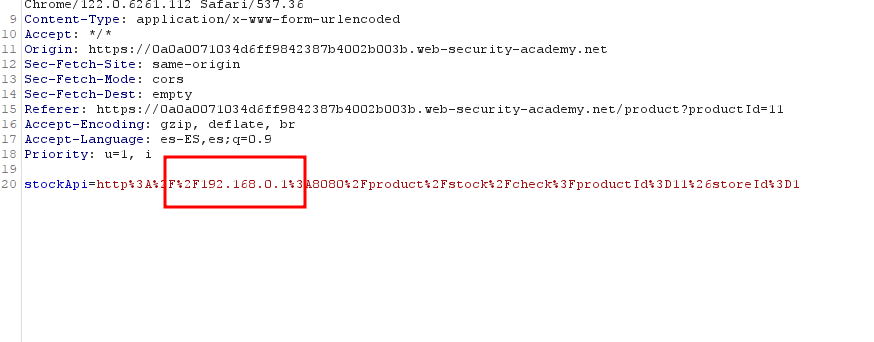 Chrome/122.0.6261.112 Safari/537.36
9 Content-Type: application/x-www-form-urlencoded
10 Accept: */*
11 Origin: https://0a0a0071034d6ff9842387b4002b003b.web-security-academy.net
12 Sec-Fetch-Site: same-origin
13 Sec-Fetch-Mode: cors
14 Sec-Fetch-Dest: empty
15 Referer: https://0a0a0071034d6ff9842387b4002b003b.web-security-academy.net/product?productId=11
16 Accept-Encoding: gzip, deflate, br
17 Accept-Language: es-ES,es;q=0.9
18 Priority: u=1, i
19
20 stockApi=http%3A%2F%2F192.168.0.1%3A8080%2Fproduct%2Fstock%2Fcheck%3FproductId%3D11%26storeId%3D1